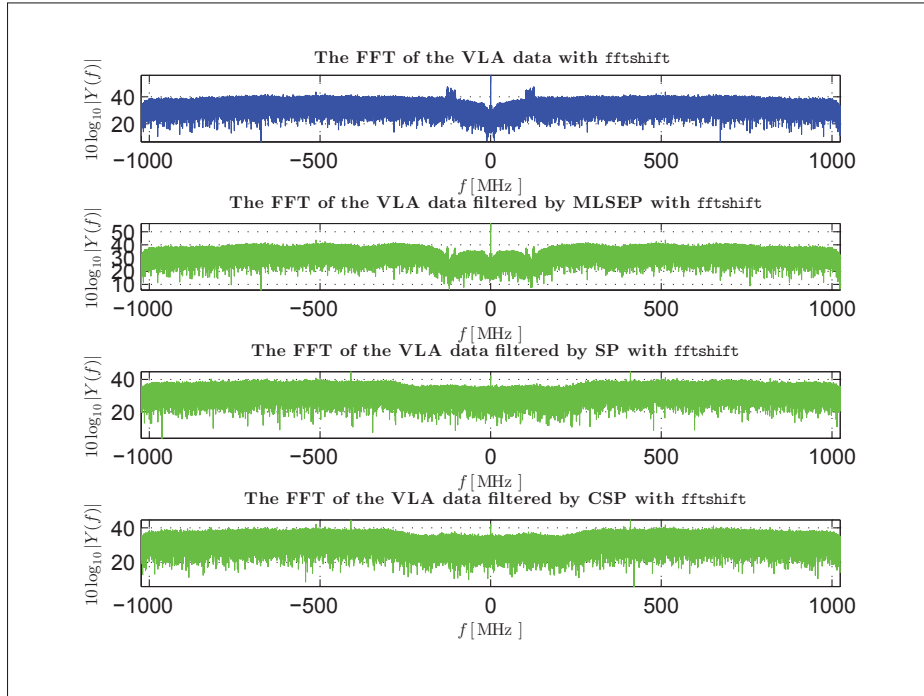 The FFT of the VLA data with fftshift
10 log₁₀ |Y(f)|
40
20
−1000 −500 0 500 1000
f [MHz]
The FFT of the VLA data filtered by MLSEP with fftshift
10 log₁₀ |Y(f)|
50
40
30
20
10
−1000 −500 0 500 1000
f [MHz]
The FFT of the VLA data filtered by SP with fftshift
10 log₁₀ |Y(f)|
40
20
−1000 −500 0 500 1000
f [MHz]
The FFT of the VLA data filtered by CSP with fftshift
10 log₁₀ |Y(f)|
40
20
−1000 −500 0 500 1000
f [MHz]